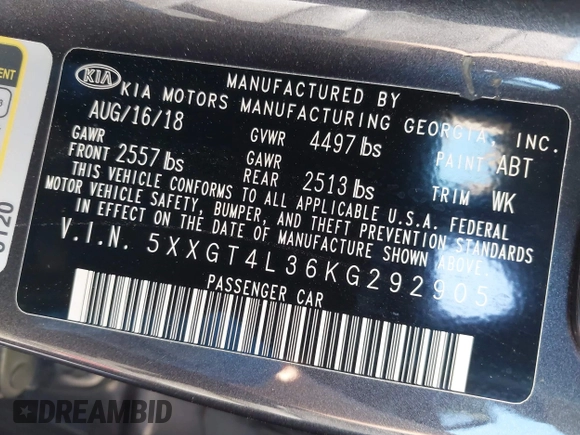 MENT
6120
KIA
MANUFACTURED BY
KIA MOTORS MANUFACTURING GEORGIA, INC.
AUG/16/18 GVWR 4497 lbs PAINT ABT
GAWR GAWR
FRONT 2557 lbs REAR 2513 lbs TRIM WK
THIS VEHICLE CONFORMS TO ALL APPLICABLE U.S.A. FEDERAL
MOTOR VEHICLE SAFETY, BUMPER, AND THEFT PREVENTION STANDARDS
IN EFFECT ON THE DATE OF MANUFACTURE SHOWN ABOVE.
V.I.N. 5XXGT4L36KG292905
PASSENGER CAR
DREAMBID